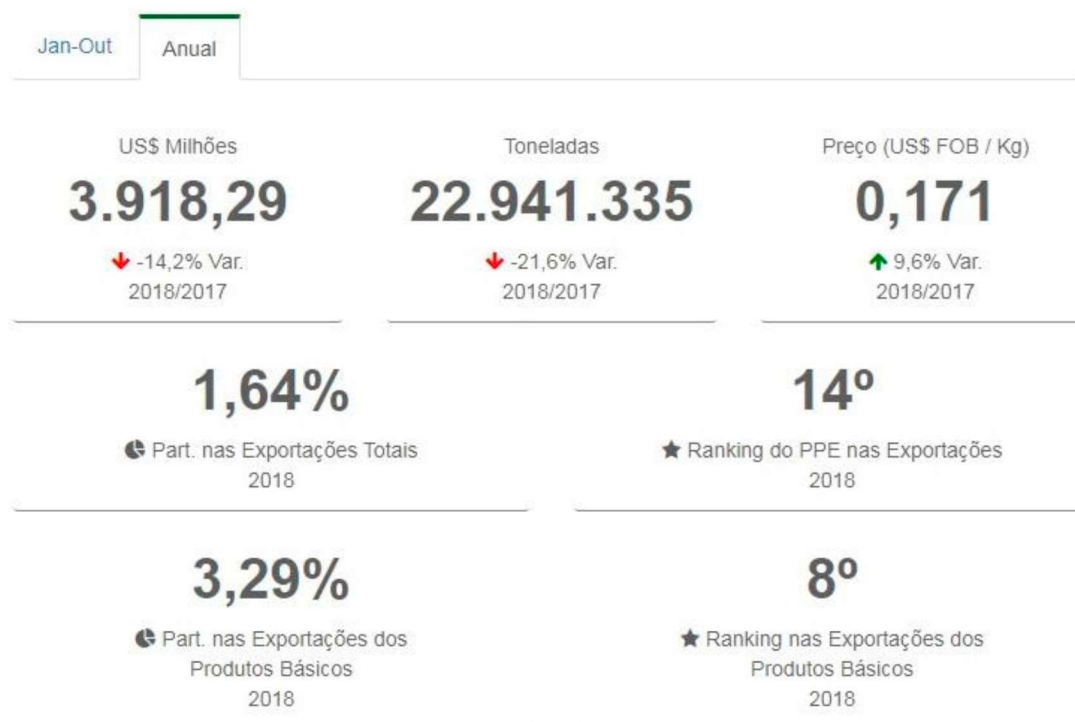 Jan-Out
Anual
US$ Milhões
Toneladas
Preço (US$ FOB / Kg)
3.918,29
22.941.335
0,171
-14,2% Var.
2018/2017
-21,6% Var.
2018/2017
9,6% Var.
2018/2017
1,64%
14º
Part. nas Exportações Totais
2018
Ranking do PPE nas Exportações
2018
3,29%
8º
Part. nas Exportações dos
Produtos Básicos
2018
Ranking nas Exportações dos
Produtos Básicos
2018